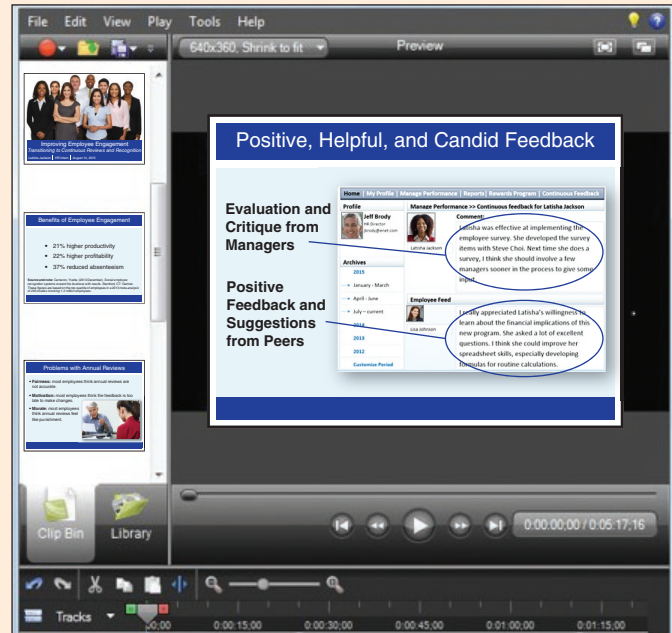 File Edit View Play Tools Help
640x360, Shrink to fit
Preview
Improving Employee Engagement
Transitioning to Continuous Reviews and Recognition
Latisha Jackson
Benefits of Employee Engagement
• 21% higher productivity
• 22% higher profitability
• 37% reduced absenteeism
Problems with Annual Reviews
• Fairness: most employees think annual reviews are
not accurate.
• Motivation: most employees think the feedback is too
late to make changes.
• Morale: most employees
think annual reviews feel
like punishment.
Clip Bin
Library
Positive, Helpful, and Candid Feedback
Evaluation and
Critique from
Managers
Positive
Feedback and
Suggestions
from Peers
Home | My Profile | Manage Performance | Reports | Rewards Program | Continuous Feedback
Profile
Jeff Brody
HR Director
jbrody@enet.com
Archives
2015
January - March
April - June
July – current
2014
2013
2012
Customize Period
Manage Performance >> Continuous feedback for Latisha Jackson
Latisha Jackson
Comment:
Latisha was effective at implementing the
employee survey. She developed the survey
items with Steve Choi. Next time she does a
survey, I think she should involve a few
managers sooner in the process to give some
input.
Employee Feed
Lisa Johnson
I really appreciated Latisha's willingness to
learn about the financial implications of this
new program. She asked a lot of excellent
questions. I think she could improve her
spreadsheet skills, especially developing
formulas for routine calculations.
0:00:00;00 / 0:05:17;16
Tracks
00;00 0:00:15;00 0:00:30;00 0:00:45;00 0:01:00;00 0:01:15;00